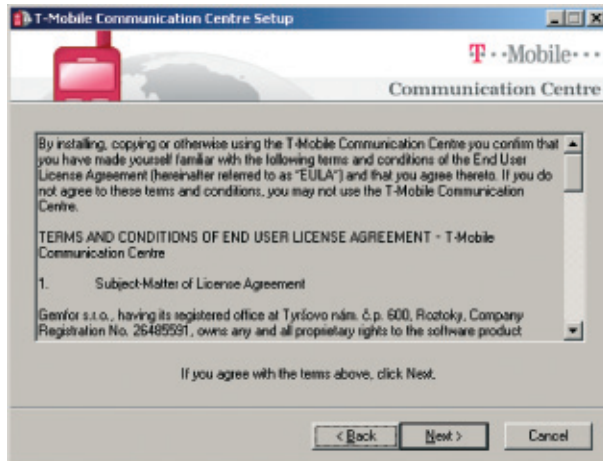 T-Mobile Communication Centre Setup
T··Mobile···
Communication Centre
By installing, copying or otherwise using the T-Mobile Communication Centre you confirm that
you have made yourself familiar with the following terms and conditions of the End User
License Agreement (hereinafter referred to as "EULA") and that you agree thereto. If you do
not agree to these terms and conditions, you may not use the T-Mobile Communication
Centre.
TERMS AND CONDITIONS OF END USER LICENSE AGREEMENT - T-Mobile
Communication Centre
1. Subject-Matter of License Agreement
Gemfor s.r.o., having its registered office at Tyršovo nám. č.p. 600, Roztoky, Company
Registration No. 26485591, owns any and all proprietary rights to the software product
If you agree with the terms above, click Next.
< Back Next > Cancel